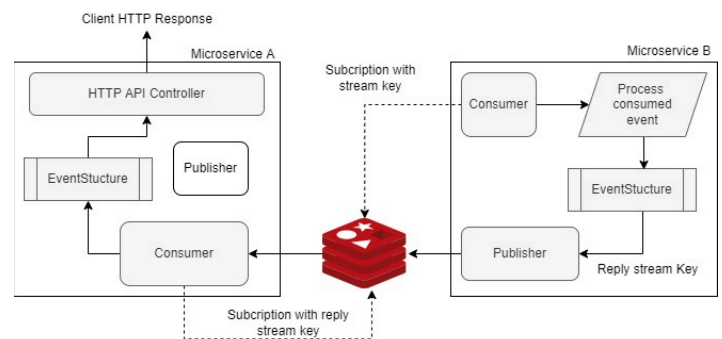 Client HTTP Response
Microservice A
HTTP API Controller
EventStucture
Publisher
Consumer
Subcription with
stream key
Subcription with reply
stream key
Microservice B
Consumer
Process
consumed
event
EventStucture
Publisher
Reply stream Key